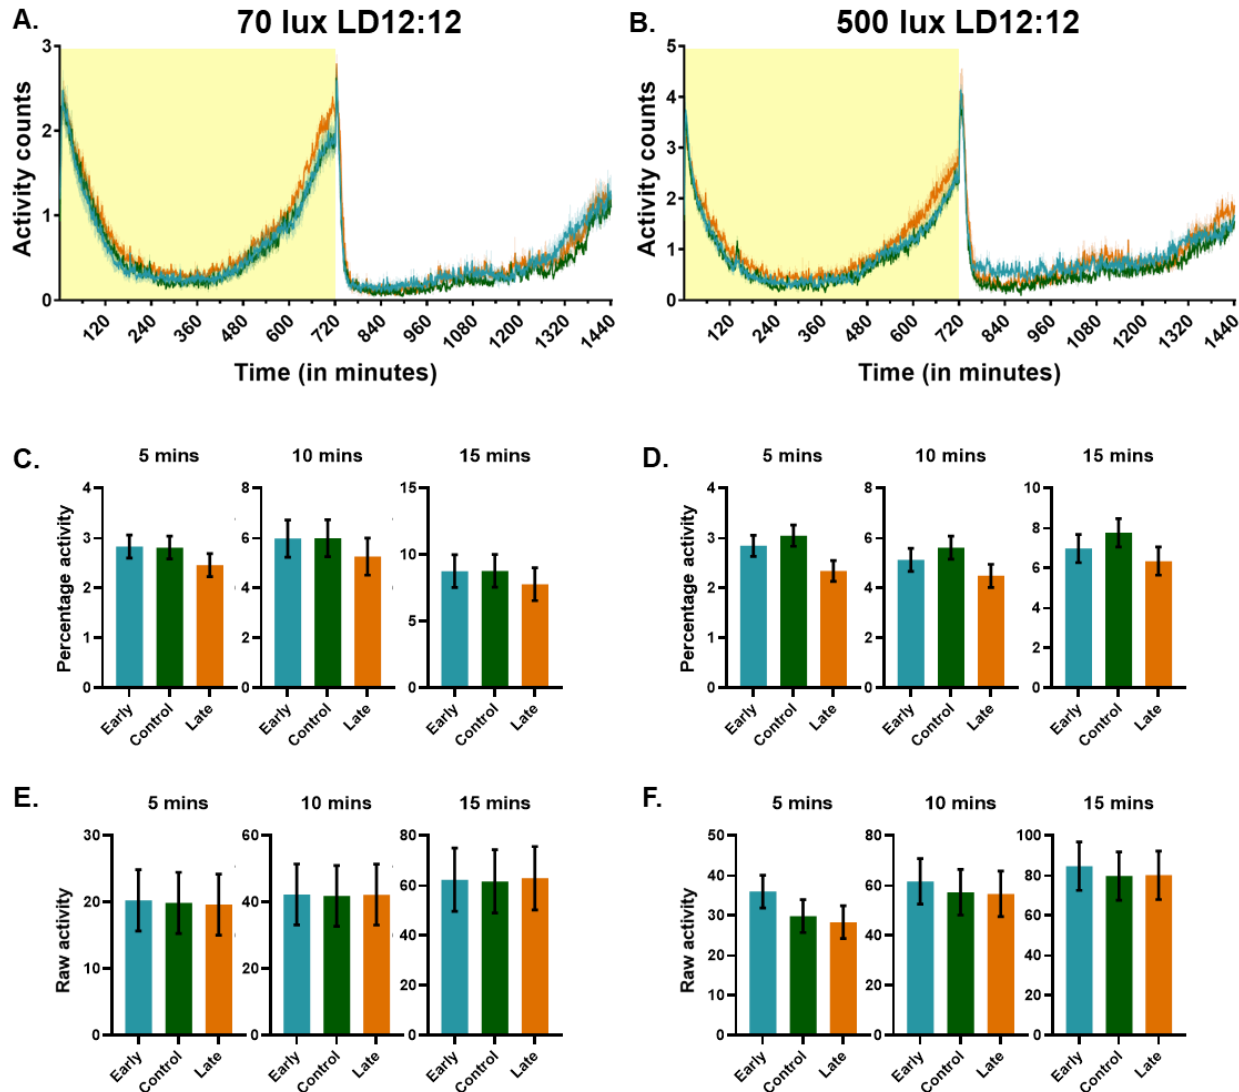 A. 70 lux LD12:12
B. 500 lux LD12:12
Activity counts
3
2
1
0
120 240 360 480 600 720 840 960 1080 1200 1320 1440
Time (in minutes)
Activity counts
5
4
3
2
1
0
120 240 360 480 600 720 840 960 1080 1200 1320 1440
Time (in minutes)
C.
5 mins 10 mins 15 mins
Percentage activity
4
3
2
1
0
8
6
4
2
0
15
10
5
0
Early Control Late
Early Control Late
Early Control Late
D.
5 mins 10 mins 15 mins
Percentage activity
4
3
2
1
0
8
6
4
2
0
10
8
6
4
2
0
Early Control Late
Early Control Late
Early Control Late
E.
5 mins 10 mins 15 mins
Raw activity
30
20
10
0
60
40
20
0
80
60
40
20
0
Early Control Late
Early Control Late
Early Control Late
F.
5 mins 10 mins 15 mins
Raw activity
50
40
30
20
10
0
80
60
40
20
0
100
80
60
40
20
0
Early Control Late
Early Control Late
Early Control Late